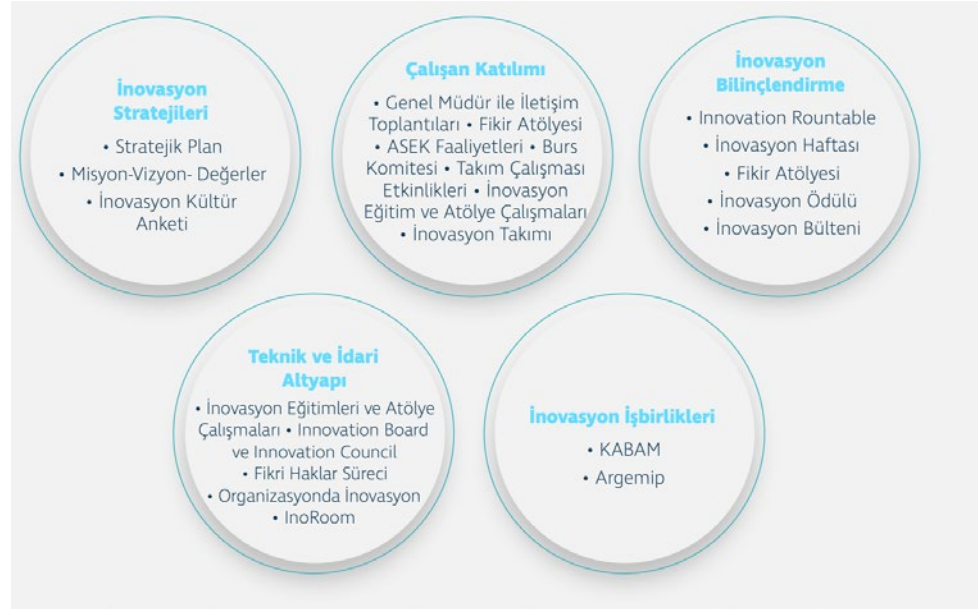 İnovasyon
Stratejileri
• Stratejik Plan
• Misyon-Vizyon- Değerler
• İnovasyon Kültür
Anketi
Çalışan Katılımı
• Genel Müdür ile İletişim
Toplantıları • Fikir Atölyesi
• ASEK Faaliyetleri • Burs
Komitesi • Takım Çalışması
Etkinlikleri • İnovasyon
Eğitim ve Atölye Çalışmaları
• İnovasyon Takımı
İnovasyon
Bilinçlendirme
• Innovation Rountable
• İnovasyon Haftası
• Fikir Atölyesi
• İnovasyon Ödülü
• İnovasyon Bülteni
Teknik ve İdari
Altyapı
• İnovasyon Eğitimleri ve Atölye
Çalışmaları • Innovation Board
ve Innovation Council
• Fikri Haklar Süreci
• Organizasyonda İnovasyon
• InoRoom
İnovasyon İşbirlikleri
• KABAM
• Argemip